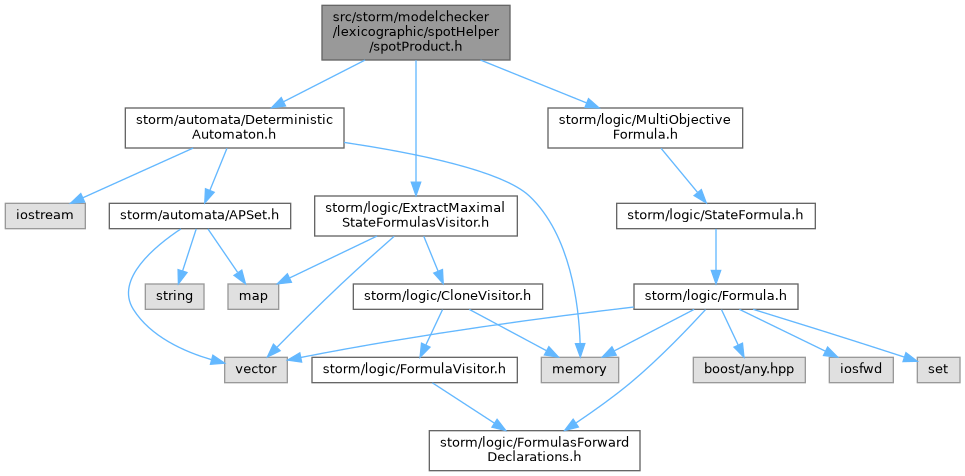 src/storm/modelchecker
/lexicographic/spotHelper
/spotProduct.h
storm/automata/Deterministic
Automaton.h
storm/logic/MultiObjective
Formula.h
iostream
storm/automata/APSet.h
storm/logic/ExtractMaximal
StateFormulasVisitor.h
storm/logic/StateFormula.h
string
map
storm/logic/CloneVisitor.h
storm/logic/Formula.h
vector
storm/logic/FormulaVisitor.h
memory
boost/any.hpp
iosfwd
set
storm/logic/FormulasForward
Declarations.h